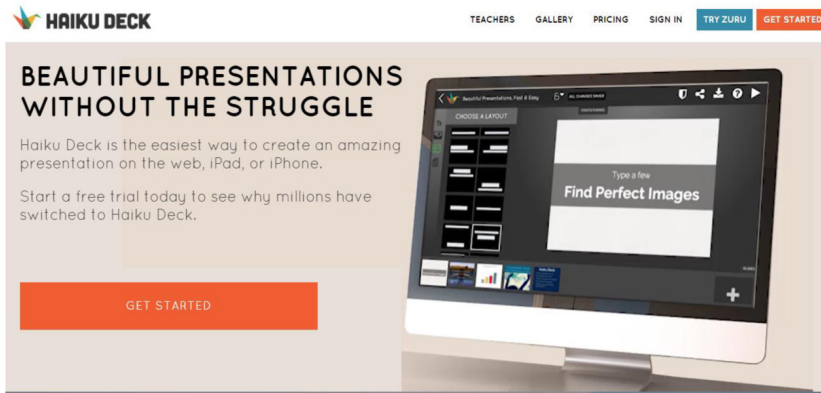 HAIKU DECK
TEACHERS
GALLERY
PRICING
SIGN IN
TRY ZURU
GET STARTED
BEAUTIFUL PRESENTATIONS
WITHOUT THE STRUGGLE
Haiku Deck is the easiest way to create an amazing
presentation on the web, iPad, or iPhone.
Start a free trial today to see why millions have
switched to Haiku Deck.
GET STARTED
Beautiful Presentations, Fast & Easy
ALL CHANGES SAVED
CHOOSE A LAYOUT
Type a few
Find Perfect Images